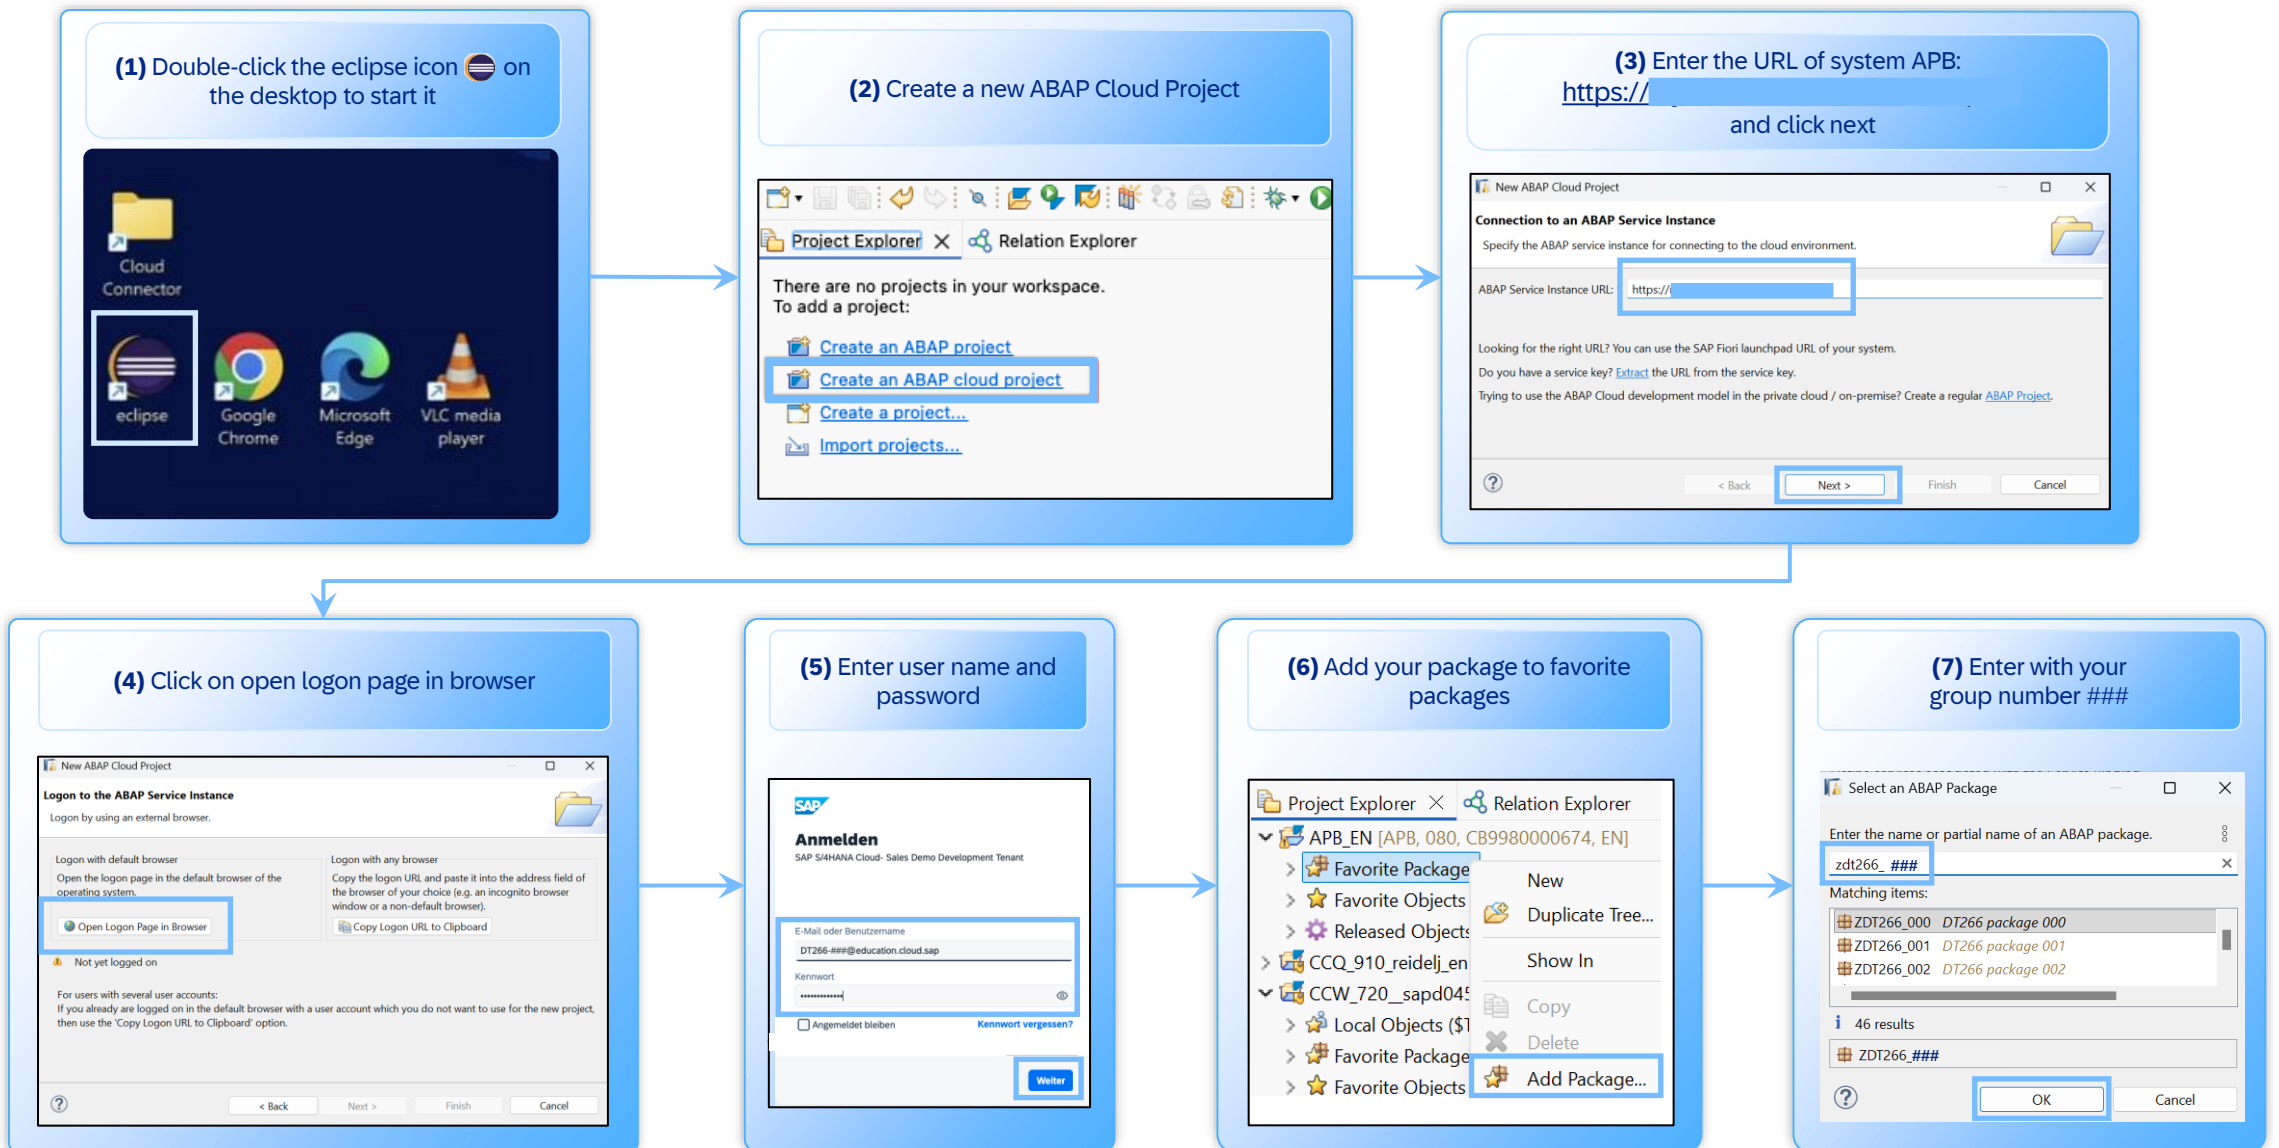 (1) Double-click the eclipse icon on
the desktop to start it
Cloud
Connector
eclipse
Google
Chrome
Microsoft
Edge
VLC media
player
(2) Create a new ABAP Cloud Project
Project Explorer
Relation Explorer
There are no projects in your workspace.
To add a project:
Create an ABAP project
Create an ABAP cloud project
Create a project...
Import projects...
(3) Enter the URL of system APB:
https://
and click next
New ABAP Cloud Project
Connection to an ABAP Service Instance
Specify the ABAP service instance for connecting to the cloud environment.
ABAP Service Instance URL: https://
Looking for the right URL? You can use the SAP Fiori launchpad URL of your system.
Do you have a service key? Extract the URL from the service key.
Trying to use the ABAP Cloud development model in the private cloud / on-premise? Create a regular ABAP Project.
< Back
Next >
Finish
Cancel
(4) Click on open logon page in browser
New ABAP Cloud Project
Logon to the ABAP Service Instance
Logon by using an external browser.
Logon with default browser
Open the logon page in the default browser of the
operating system.
Open Logon Page in Browser
Logon with any browser
Copy the logon URL and paste it into the address field of
the browser of your choice (e.g. an incognito browser
window or a non-default browser).
Copy Logon URL to Clipboard
Not yet logged on
For users with several user accounts:
If you already are logged on in the default browser with a user account which you do not want to use for the new project,
then use the 'Copy Logon URL to Clipboard' option.
< Back
Next >
Finish
Cancel
(5) Enter user name and
password
SAP
Anmelden
SAP S/4HANA Cloud- Sales Demo Development Tenant
E-Mail oder Benutzername
DT266-###@education.cloud.sap
Kennwort
Angemeldet bleiben
Kennwort vergessen?
Weiter
(6) Add your package to favorite
packages
Project Explorer
Relation Explorer
APB_EN [APB, 080, CB9980000674, EN]
Favorite Package
Favorite Objects
Released Objects
CCQ_910_reidelj_en
CCW_720__sapd045
Local Objects ($T
Favorite Package
Favorite Objects
New
Duplicate Tree...
Show In
Copy
Delete
Add Package...
(7) Enter with your
group number ###
Select an ABAP Package
Enter the name or partial name of an ABAP package.
zdt266_ ###
Matching items:
ZDT266_000 DT266 package 000
ZDT266_001 DT266 package 001
ZDT266_002 DT266 package 002
46 results
ZDT266_###
OK
Cancel